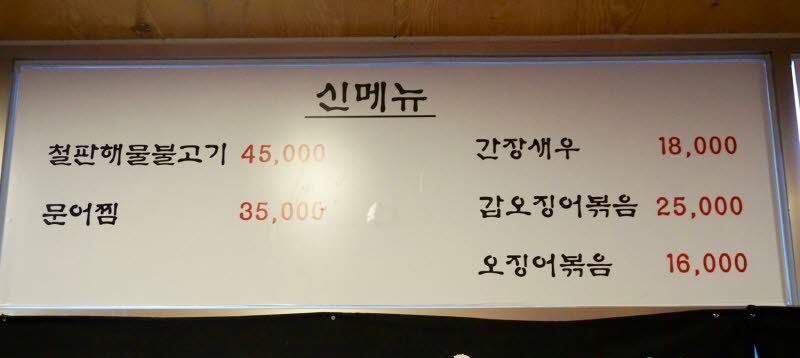 신메뉴
철판해물불고기 45,000
문어찜 35,000
간장새우 18,000
갑오징어볶음 25,000
오징어볶음 16,000